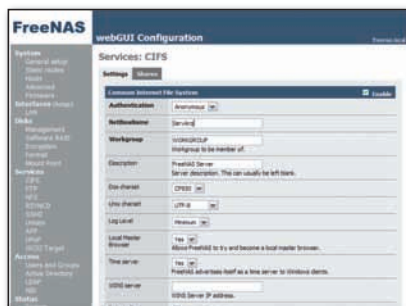 FreeNAS
webGUI Configuration
System
General setup
Static routes
Hosts
Advanced
Firmware
Interfaces
LAN
Disks
Management
Software RAID
Encryption
Format
Mount Point
Services
CIFS
FTP
NFS
RSYNCD
SSHD
Unison
AFP
UPnP
iSCSI Target
Access
Users and Groups
Active Directory
LDAP
NIS
Status
Services: CIFS
Settings Shares
Common Internet File System Enable
Authentication Anonymous
NetBiosName
Workgroup WORKGROUP
Workgroup to be member of.
Description FreeNAS Server
Server description. This can usually be left blank.
Dos charset CP850
Unix charset UTF-8
Log Level Minimum
Local Master Browser Yes
Allows FreeNAS to try and become a local master browser.
Time server Yes
FreeNAS advertises itself as a time server to Windows clients.
WINS server
WINS Server IP address.